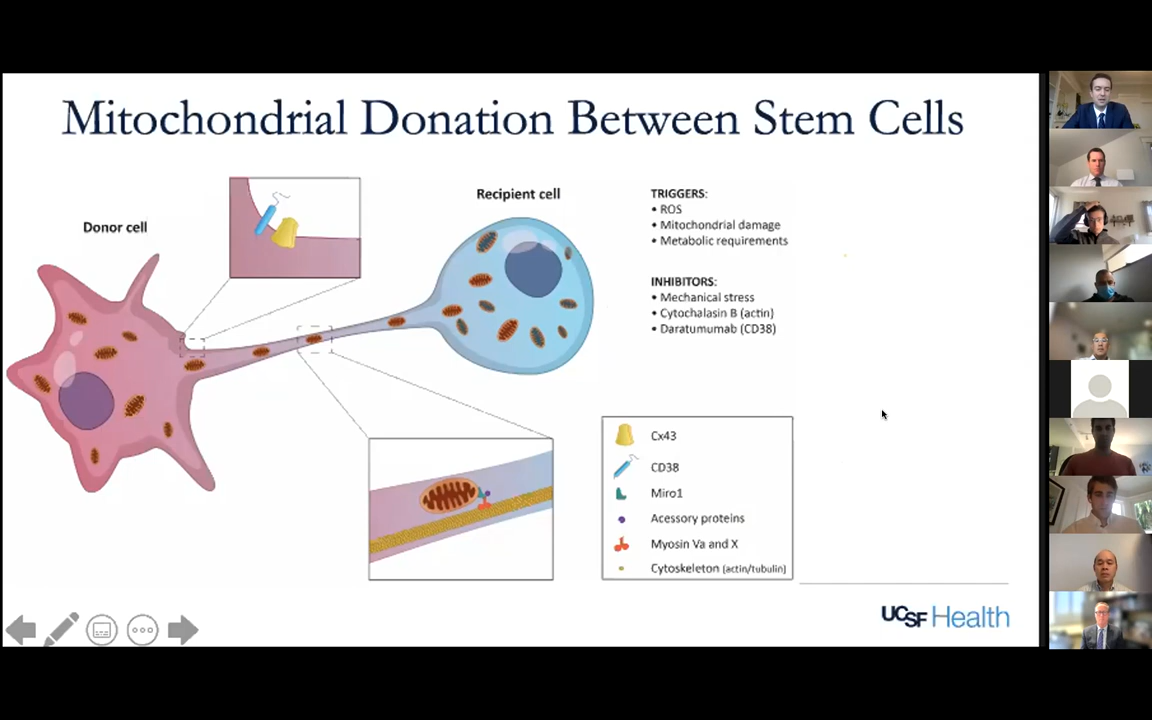 Mitochondrial Donation Between Stem Cells
Donor cell
Recipient cell
TRIGGERS:
• ROS
• Mitochondrial damage
• Metabolic requirements
INHIBITORS:
• Mechanical stress
• Cytochalasin B (actin)
• Daratumumab (CD38)
Cx43
CD38
Miro1
Acessory proteins
Myosin Va and X
Cytoskeleton (actin/tubulin)
UCSF Health